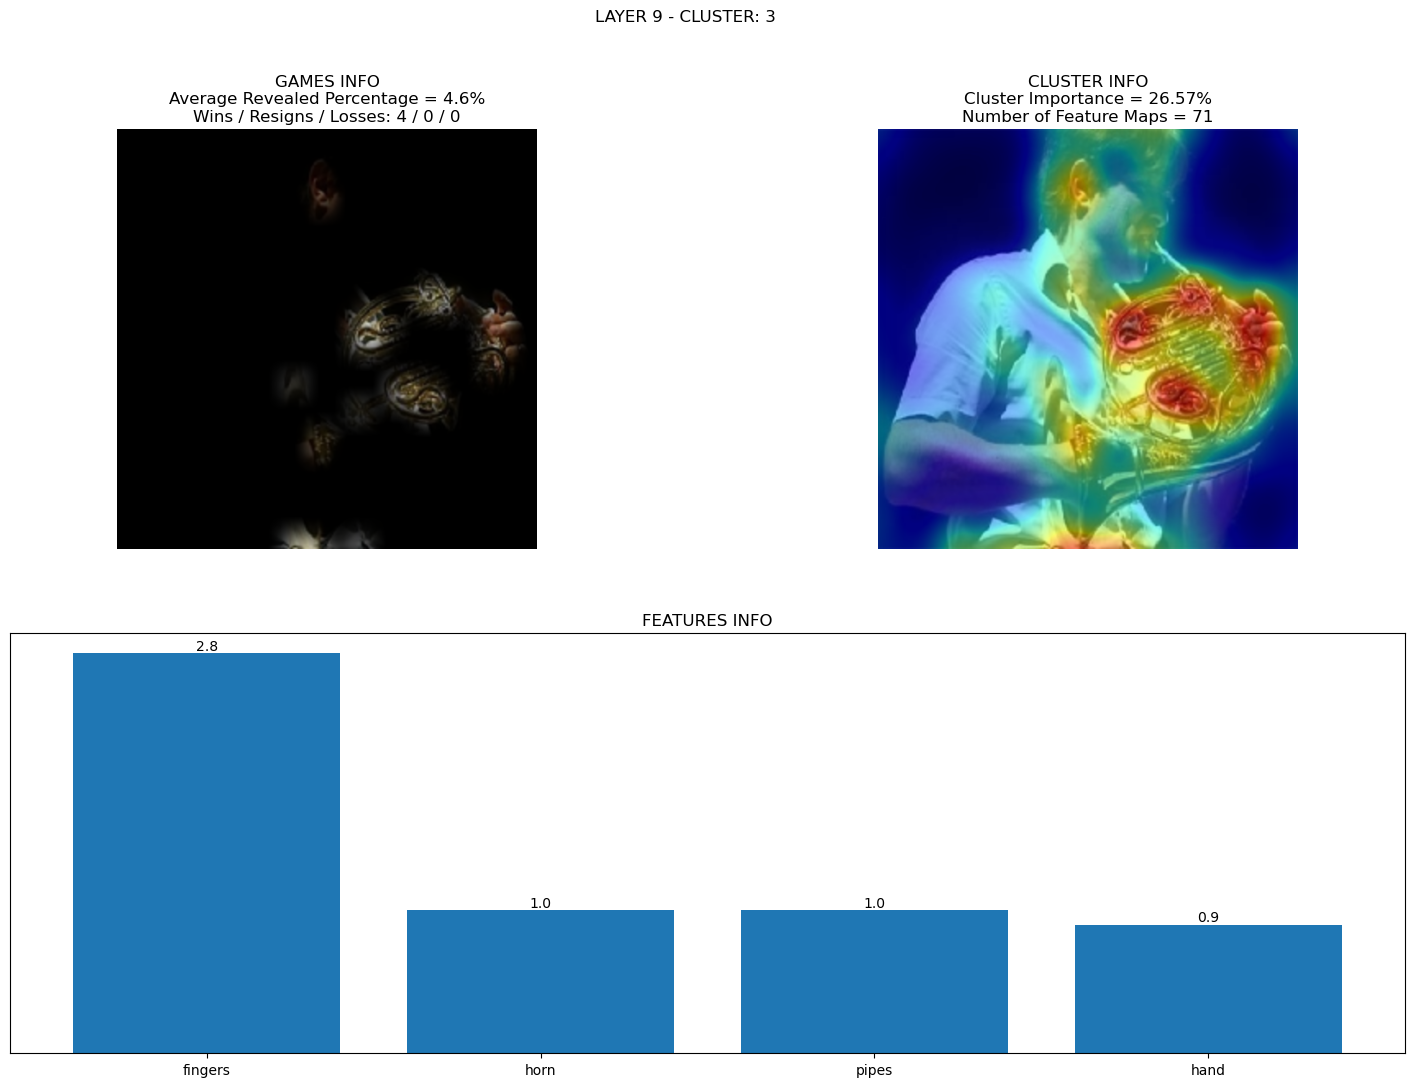 LAYER 9 - CLUSTER: 3
GAMES INFO
Average Revealed Percentage = 4.6%
Wins / Resigns / Losses: 4 / 0 / 0
CLUSTER INFO
Cluster Importance = 26.57%
Number of Feature Maps = 71
FEATURES INFO
2.8
1.0
1.0
0.9
fingers
horn
pipes
hand